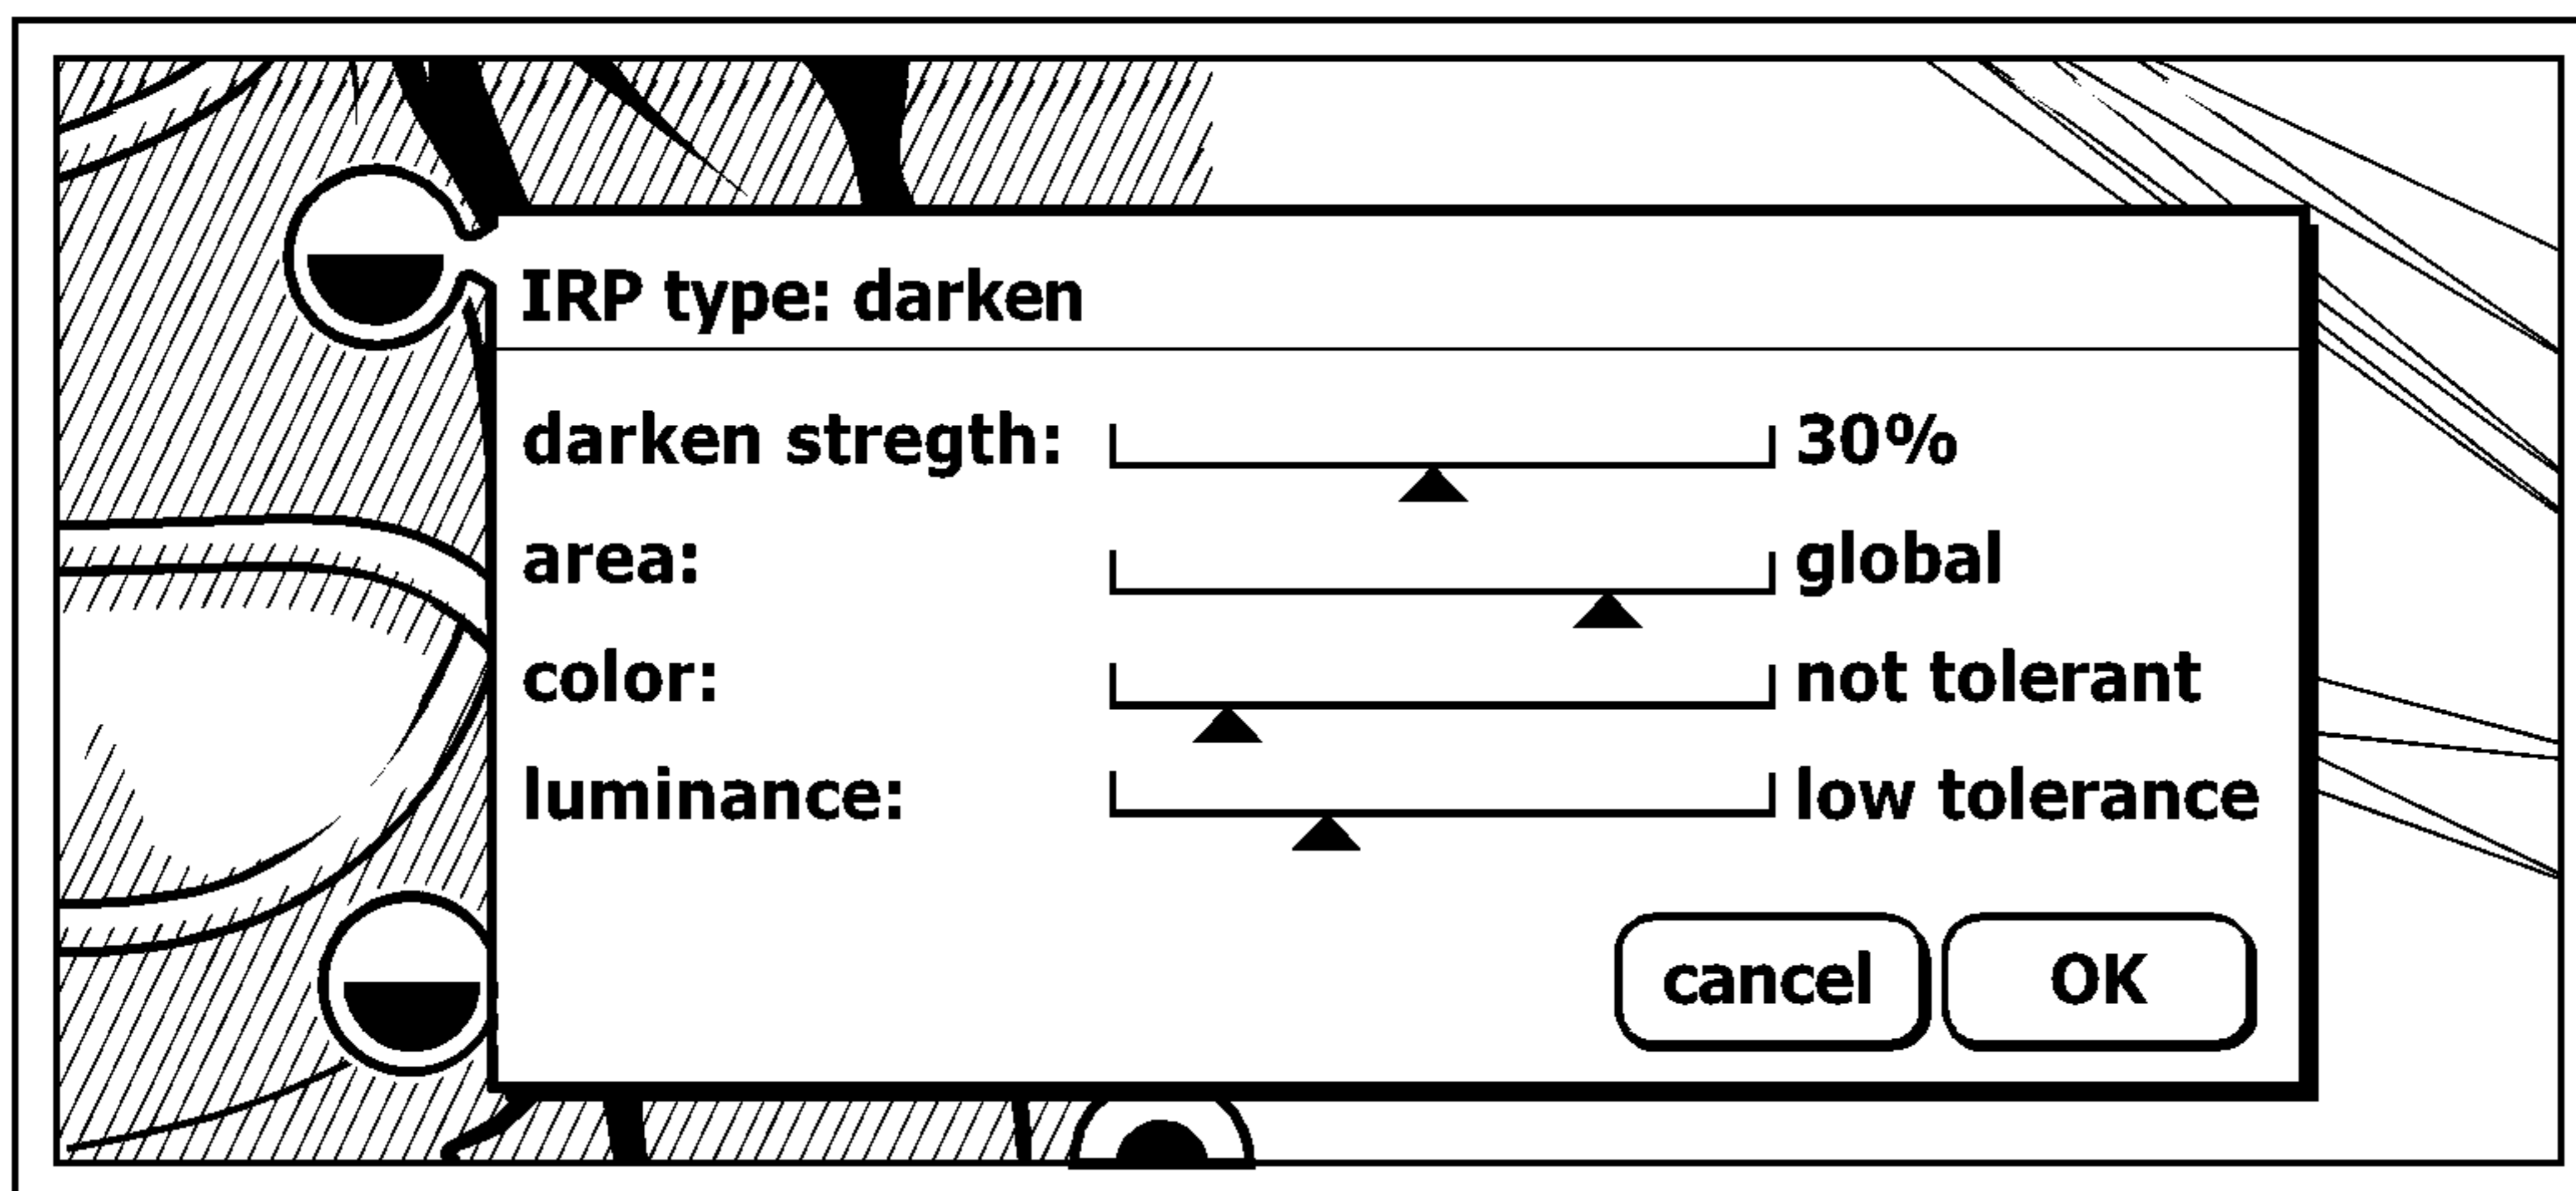 IRP type: darken
darken stregth: 30%
area: global
color: not tolerant
luminance: low tolerance
cancel OK